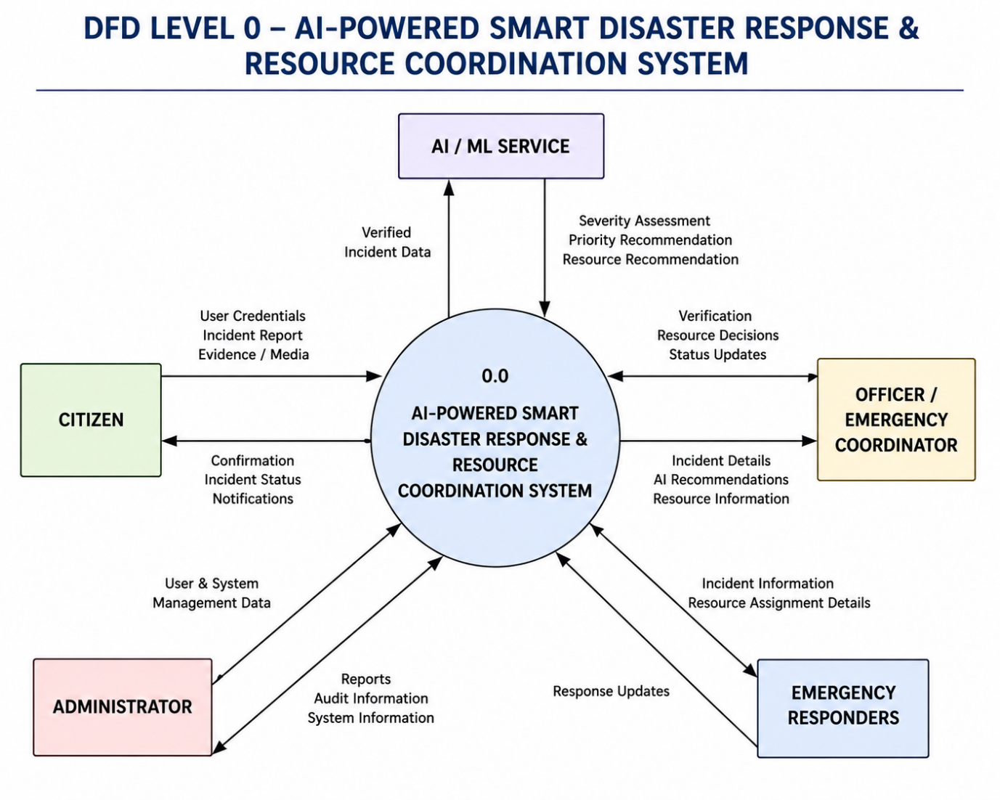 DFD LEVEL 0 – AI-POWERED SMART DISASTER RESPONSE &
RESOURCE COORDINATION SYSTEM
AI / ML SERVICE
Verified
Incident Data
Severity Assessment
Priority Recommendation
Resource Recommendation
User Credentials
Incident Report
Evidence / Media
Verification
Resource Decisions
Status Updates
CITIZEN
0.0
AI-POWERED SMART
DISASTER RESPONSE &
RESOURCE
COORDINATION SYSTEM
OFFICER /
EMERGENCY
COORDINATOR
Confirmation
Incident Status
Notifications
Incident Details
AI Recommendations
Resource Information
User & System
Management Data
Incident Information
Resource Assignment Details
ADMINISTRATOR
Reports
Audit Information
System Information
Response Updates
EMERGENCY
RESPONDERS